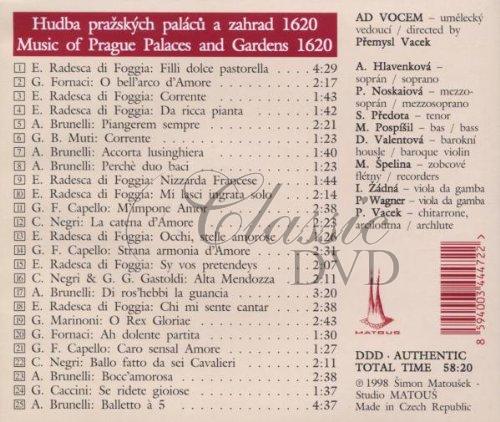 Hudba pražských paláců a zahrad 1620
Music of Prague Palaces and Gardens 1620
1 E. Radesca di Foggia: Filli dolce pastorella 4:29
2 G. Fornaci: O bell'arco d'Amore 2:17
3 E. Radesca di Foggia: Corrente 1:43
4 E. Radesca di Foggia: Da ricca pianta 1:42
5 A. Brunelli: Piangerem sempre 2:21
6 G. B. Muti: Corrente 1:23
7 A. Brunelli: Accorta lusinghiera 1:40
8 A. Brunelli: Perchè duo baci 1:23
9 E. Radesca di Foggia: Nizzarda Francese 1:44
10 E. Radesca di Foggia: Mi lasci ingrata solo 2:14
11 G. F. Capello: M'impone Amor 2:38
12 C. Negri: La catena d'Amore 2:23
13 E. Radesca di Foggia: Occhi, stelle amorose 1:26
14 G. F. Capello: Strana armonia d'Amore 3:31
15 E. Radesca di Foggia: Sy vos pretendeys 2:07
16 C. Negri & G. G. Gastoldi: Alta Mendozza 3:11
17 A. Brunelli: Di ros'hebbi la guancia 3:20
18 E. Radesca di Foggia: Chi mi sente cantar 3:08
19 G. Marinoni: O Rex Gloriae 2:43
20 G. Fornaci: Ah dolente partita 1:30
21 G. F. Capello: Caro sensal Amore 1:27
22 C. Negri: Ballo fatto da sei Cavalieri 2:11
23 A. Brunelli: Bocc'amorosa 2:38
24 G. Caccini: Se ridete gioiose 1:37
25 A. Brunelli: Balletto à 5 4:37
AD VOCEM – umělecký
vedoucí / directed by
Přemysl Vacek
A. Hlavenková –
soprán / soprano
P. Noskaiová – mezzo-
soprán / mezzosoprano
S. Předota – tenor
M. Pospíšil – bas / bass
D. Valentová – barokní
housle / baroque violin
M. Špelina – zobcové
flétny / recorders
I. Žádná – viola da gamba
P. Wagner – viola da gamba
P. Vacek – chitarrone,
arciliuto / archlute
MATOUŠ
8 594003 444722
DDD · AUTHENTIC
TOTAL TIME 58:20
℗ 1998 Šimon Matoušek -
Studio MATOUŠ
Made in Czech Republic
Classic
DVD